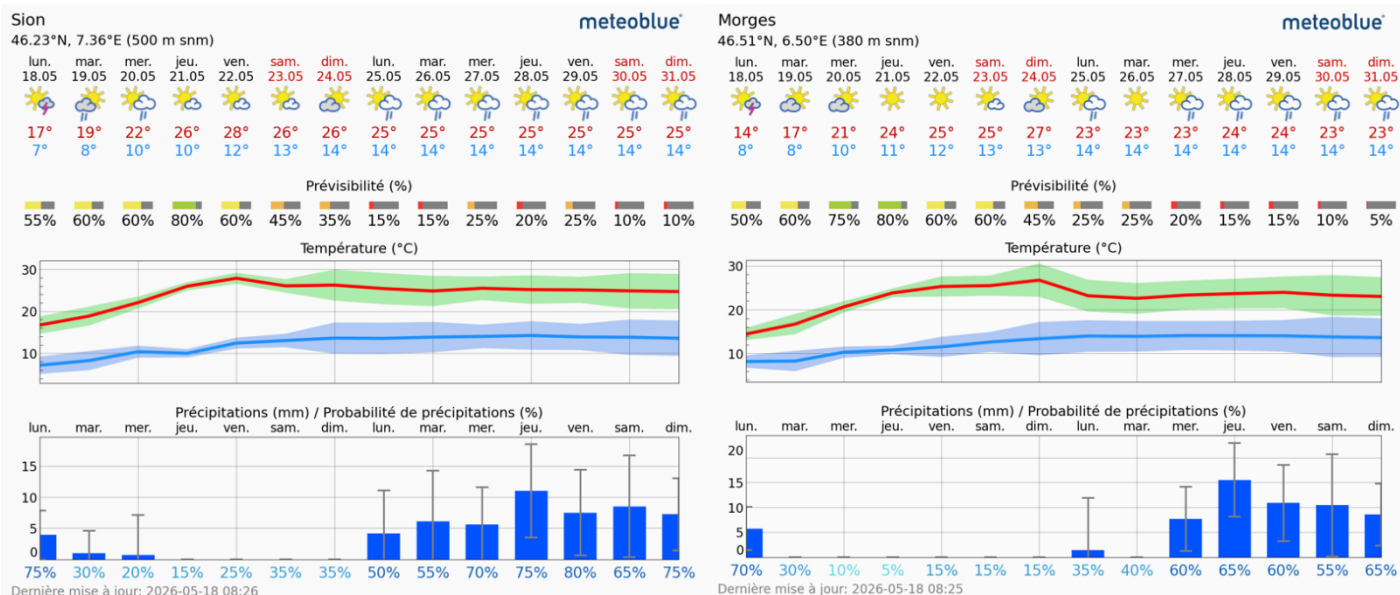 Sion
meteoblue®
46.23°N, 7.36°E (500 m snm)
lun. mar. mer. jeu. ven. sam. dim. lun. mar. mer. jeu. ven. sam. dim.
18.05 19.05 20.05 21.05 22.05 23.05 24.05 25.05 26.05 27.05 28.05 29.05 30.05 31.05
17° 19° 22° 26° 28° 26° 26° 25° 25° 25° 25° 25° 25° 25°
7° 8° 10° 10° 12° 13° 14° 14° 14° 14° 14° 14° 14° 14°
Prévisibilité (%)
55% 60% 60% 80% 60% 45% 35% 15% 15% 25% 20% 25% 10% 10%
Température (°C)
30
20
10
Précipitations (mm) / Probabilité de précipitations (%)
lun. mar. mer. jeu. ven. sam. dim. lun. mar. mer. jeu. ven. sam. dim.
15
10
5
0
75% 30% 20% 15% 25% 35% 35% 50% 55% 70% 75% 80% 65% 75%
Dernière mise à jour: 2026-05-18 08:26
Morges
meteoblue®
46.51°N, 6.50°E (380 m snm)
lun. mar. mer. jeu. ven. sam. dim. lun. mar. mer. jeu. ven. sam. dim.
18.05 19.05 20.05 21.05 22.05 23.05 24.05 25.05 26.05 27.05 28.05 29.05 30.05 31.05
14° 17° 21° 24° 25° 25° 27° 23° 23° 23° 24° 24° 23° 23°
8° 8° 10° 11° 12° 13° 13° 14° 14° 14° 14° 14° 14° 14°
Prévisibilité (%)
50% 60% 75% 80% 60% 60% 45% 25% 25% 20% 15% 15% 10% 5%
Température (°C)
30
20
10
Précipitations (mm) / Probabilité de précipitations (%)
lun. mar. mer. jeu. ven. sam. dim. lun. mar. mer. jeu. ven. sam. dim.
20
15
10
5
0
70% 30% 10% 5% 15% 15% 15% 35% 40% 60% 65% 60% 55% 65%
Dernière mise à jour: 2026-05-18 08:25